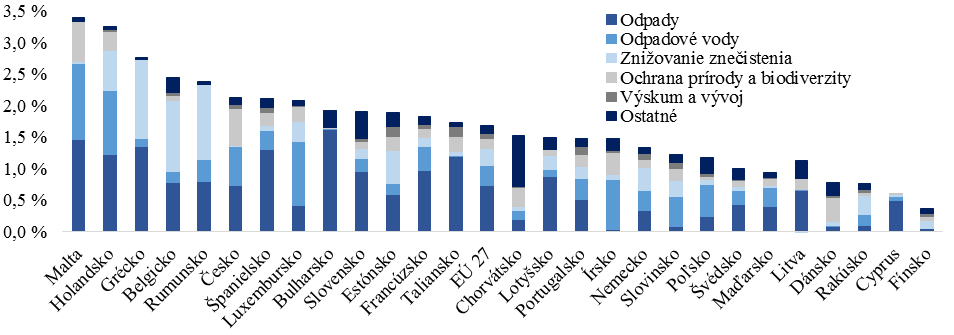 3,5 %
3,0 %
2,5 %
2,0 %
1,5 %
1,0 %
0,5 %
0,0 %
Odpady
Odpadové vody
Znižovanie znečistenia
Ochrana prírody a biodiverzity
Výskum a vývoj
Ostatné
Malta
Holandsko
Grécko
Belgicko
Rumunsko
Česko
Španielsko
Luxembursko
Bulharsko
Slovensko
Estónsko
Francúzsko
Taliansko
EÚ 27
Chorvátsko
Lotyšsko
Portugalsko
Írsko
Nemecko
Slovinsko
Poľsko
Švédsko
Maďarsko
Litva
Dánsko
Rakúsko
Cyprus
Fínsko